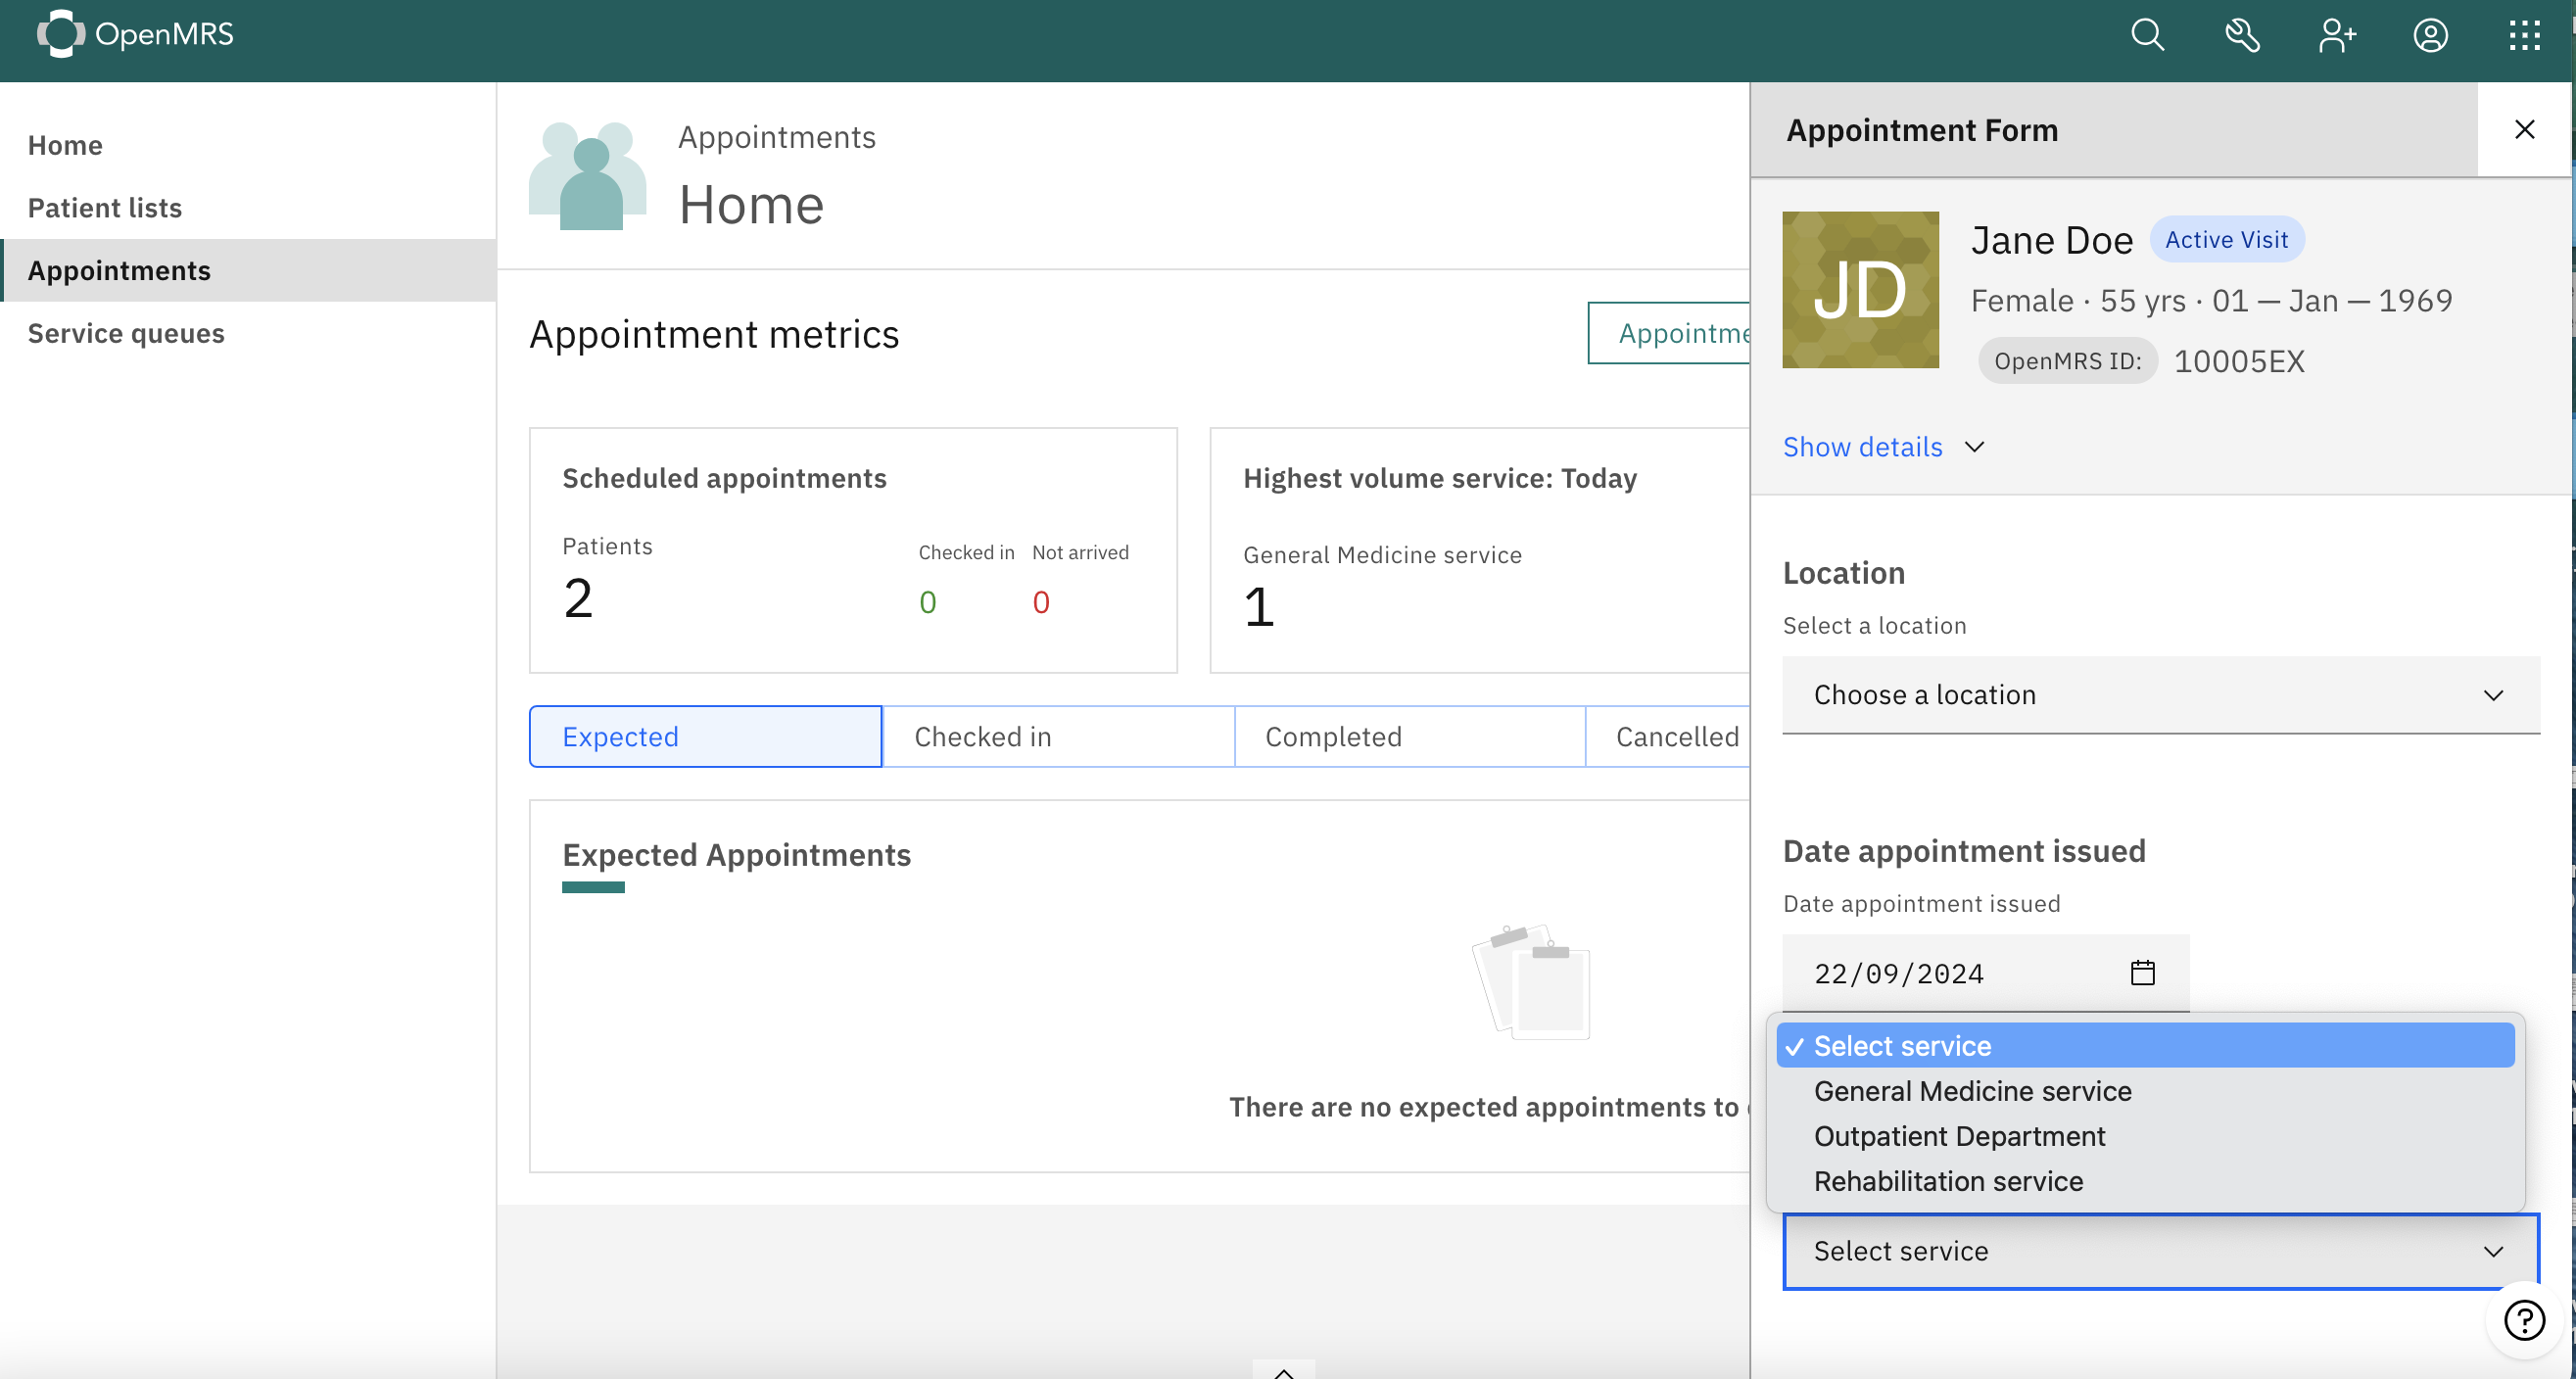 OpenMRS
Home
Patient lists
Appointments
Service queues
Appointments
Home
Appointment metrics
Scheduled appointments
Patients
Checked in
Not arrived
2
0
0
Highest volume service: Today
General Medicine service
1
Expected
Checked in
Completed
Cancelled
Expected Appointments
There are no expected appointments to
Appointment Form
JD
Jane Doe
Active Visit
Female · 55 yrs · 01 — Jan — 1969
OpenMRS ID: 10005EX
Show details
Location
Select a location
Choose a location
Date appointment issued
Date appointment issued
22/09/2024
✓ Select service
General Medicine service
Outpatient Department
Rehabilitation service
Select service
?